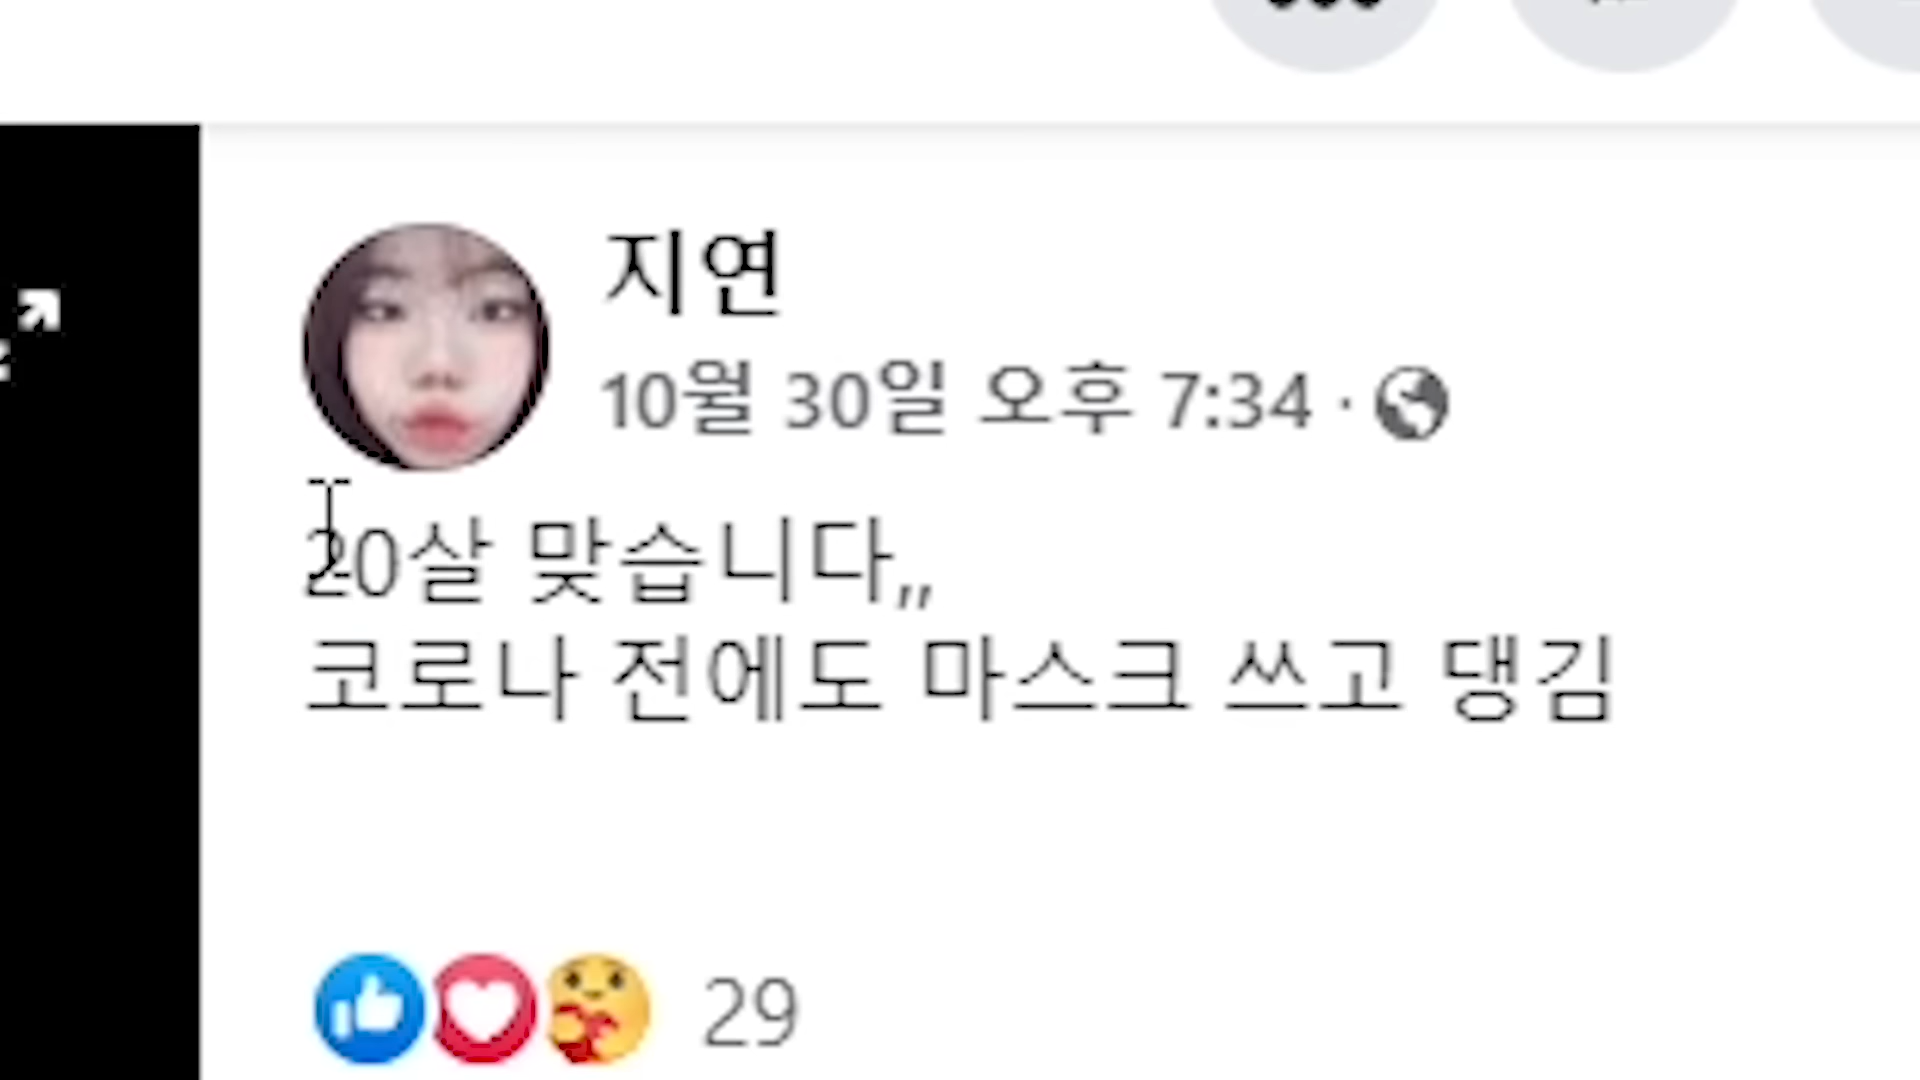 지연
10월 30일 오후 7:34 ·
20살 맞습니다,,
코로나 전에도 마스크 쓰고 댕김
29